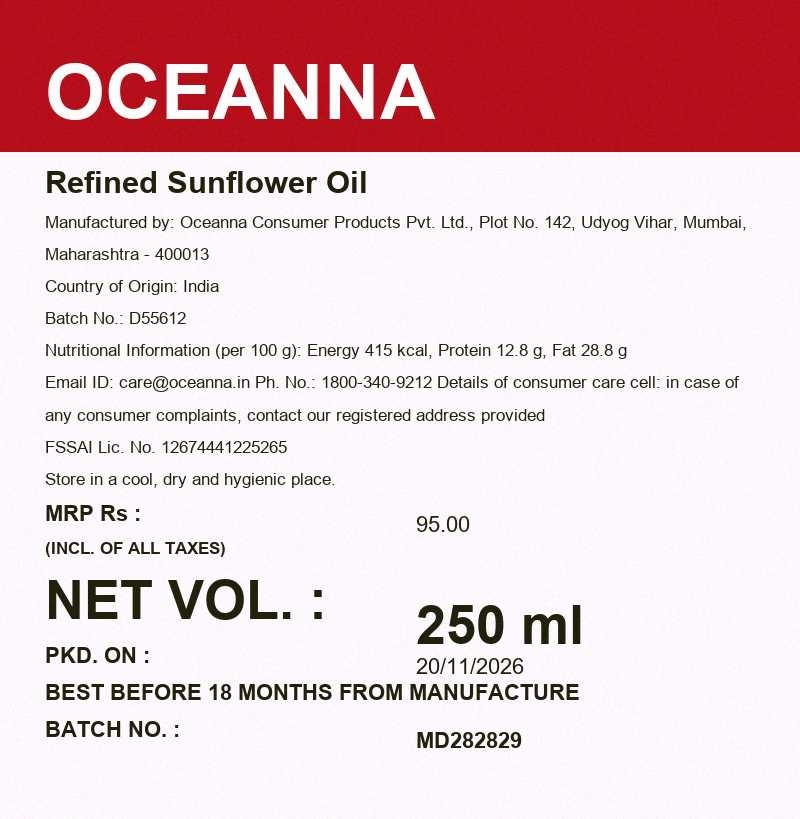 OCEANNA
Refined Sunflower Oil
Manufactured by: Oceanna Consumer Products Pvt. Ltd., Plot No. 142, Udyog Vihar, Mumbai,
Maharashtra - 400013
Country of Origin: India
Batch No.: D55612
Nutritional Information (per 100 g): Energy 415 kcal, Protein 12.8 g, Fat 28.8 g
Email ID: care@oceanna.in Ph. No.: 1800-340-9212 Details of consumer care cell: in case of
any consumer complaints, contact our registered address provided
FSSAI Lic. No. 12674441225265
Store in a cool, dry and hygienic place.
MRP Rs : 95.00
(INCL. OF ALL TAXES)
NET VOL. : 250 ml
PKD. ON : 20/11/2026
BEST BEFORE 18 MONTHS FROM MANUFACTURE
BATCH NO. : MD282829